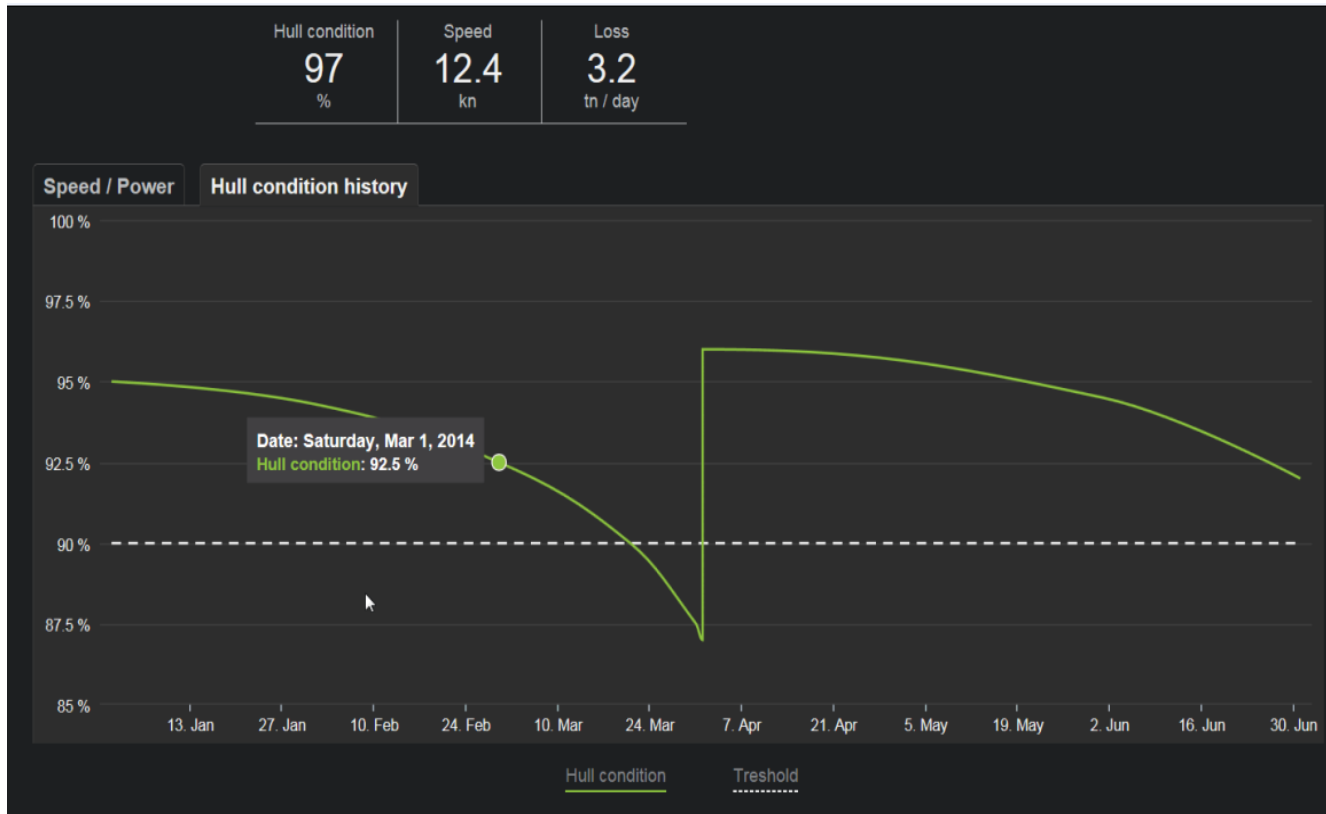 Hull condition Speed Loss
97 12.4 3.2
% kn tn / day
Speed / Power Hull condition history
100 %
97.5 %
95 %
Date: Saturday, Mar 1, 2014
Hull condition: 92.5 %
92.5 %
90 %
87.5 %
85 %
13. Jan 27. Jan 10. Feb 24. Feb 10. Mar 24. Mar 7. Apr 21. Apr 5. May 19. May 2. Jun 16. Jun 30. Jun
Hull condition Treshold